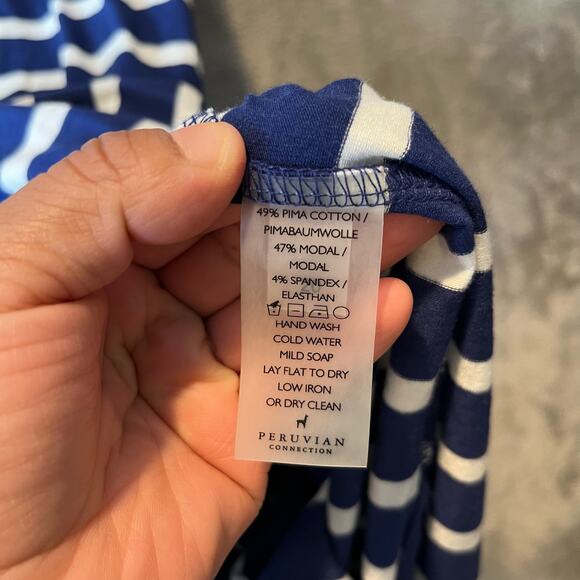 49% PIMA COTTON /
PIMABAUMWOLLE
47% MODAL /
MODAL
4% SPANDEX /
ELASTHAN
HAND WASH
COLD WATER
MILD SOAP
LAY FLAT TO DRY
LOW IRON
OR DRY CLEAN
PERUVIAN
CONNECTION